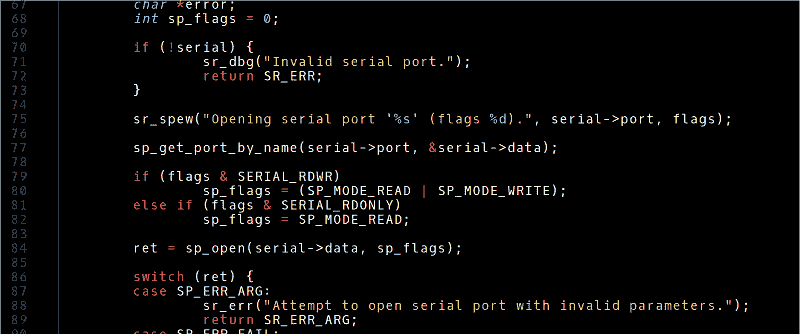 67 char *error;
68 int sp_flags = 0;
69
70 if (!serial) {
71 sr_dbg("Invalid serial port.");
72 return SR_ERR;
73 }
74
75 sr_spew("Opening serial port '%s' (flags %d).", serial->port, flags);
76
77 sp_get_port_by_name(serial->port, &serial->data);
78
79 if (flags & SERIAL_RDWR)
80 sp_flags = (SP_MODE_READ | SP_MODE_WRITE);
81 else if (flags & SERIAL_RDONLY)
82 sp_flags = SP_MODE_READ;
83
84 ret = sp_open(serial->data, sp_flags);
85
86 switch (ret) {
87 case SP_ERR_ARG:
88 sr_err("Attempt to open serial port with invalid parameters.");
89 return SR_ERR_ARG;
90 case SP_ERR_FAIL: